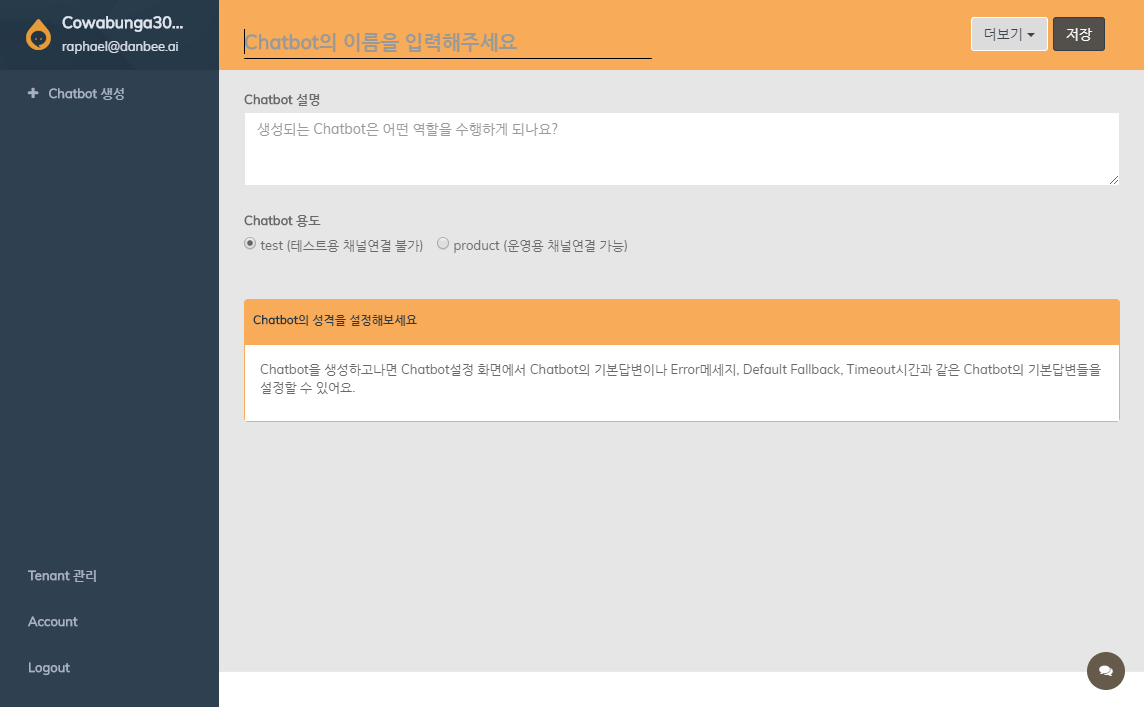 Cowabunga30...
raphael@danbee.ai
Chatbot 생성
Tenant 관리
Account
Logout
Chatbot의 이름을 입력해주세요
더보기
저장
Chatbot 설명
생성되는 Chatbot은 어떤 역할을 수행하게 되나요?
Chatbot 용도
test (테스트용 채널연결 불가)
product (운영용 채널연결 가능)
Chatbot의 성격을 설정해보세요
Chatbot을 생성하고나면 Chatbot설정 화면에서 Chatbot의 기본답변이나 Error메세지, Default Fallback, Timeout시간과 같은 Chatbot의 기본답변들을
설정할 수 있어요.